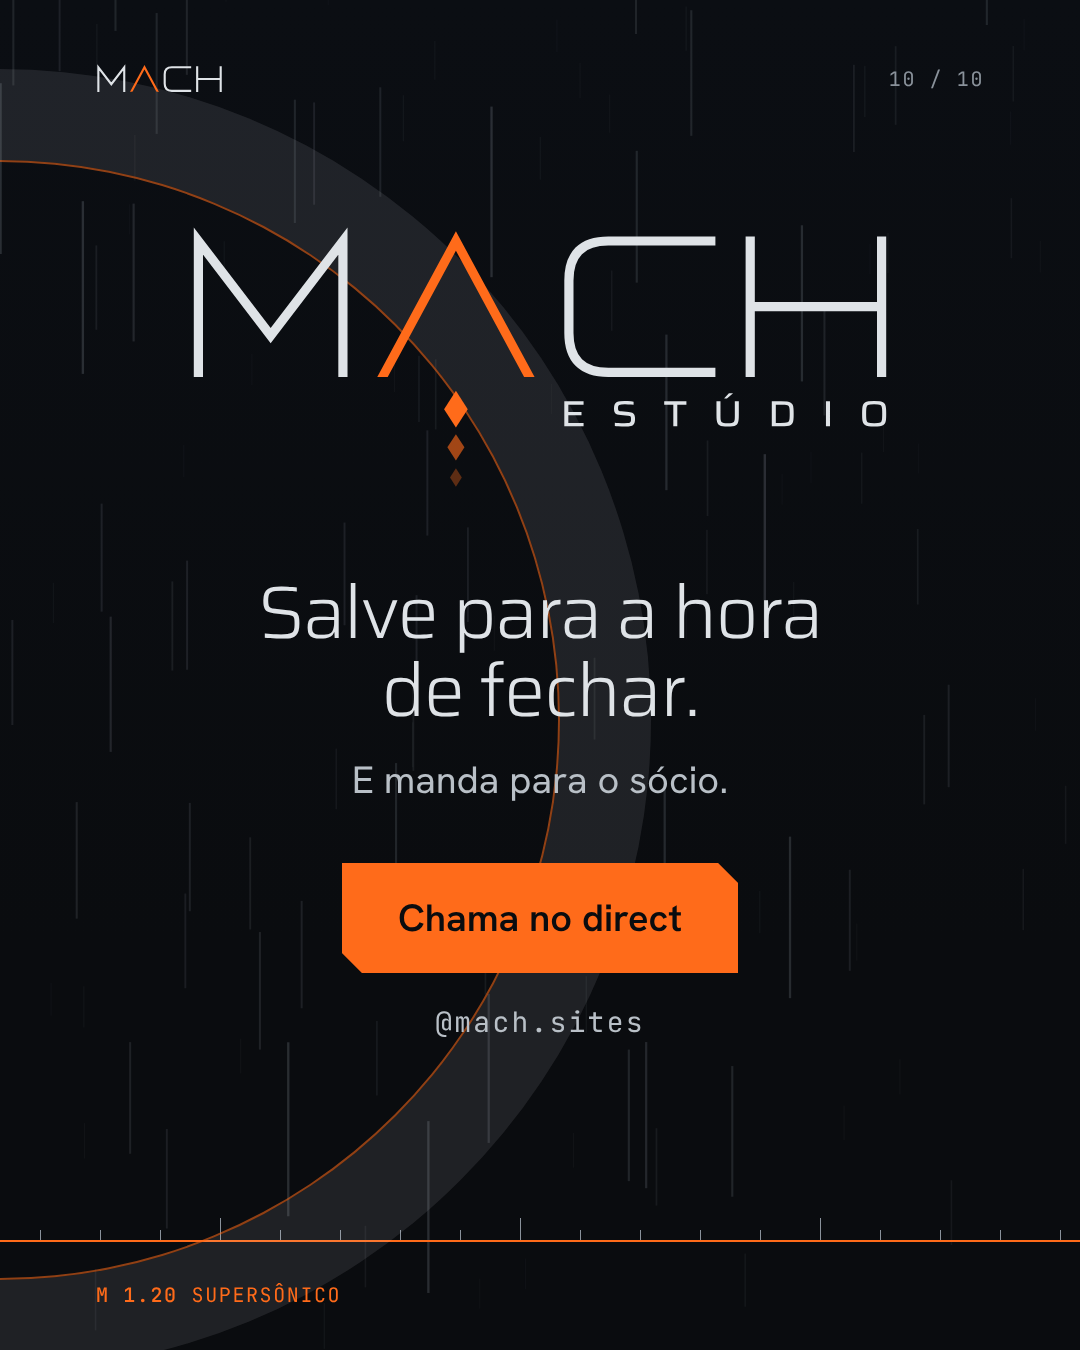 MACH
10 / 10
MACH
ESTÚDIO
Salve para a hora
de fechar.
E manda para o sócio.
Chama no direct
@mach.sites
M 1.20 SUPERSÔNICO